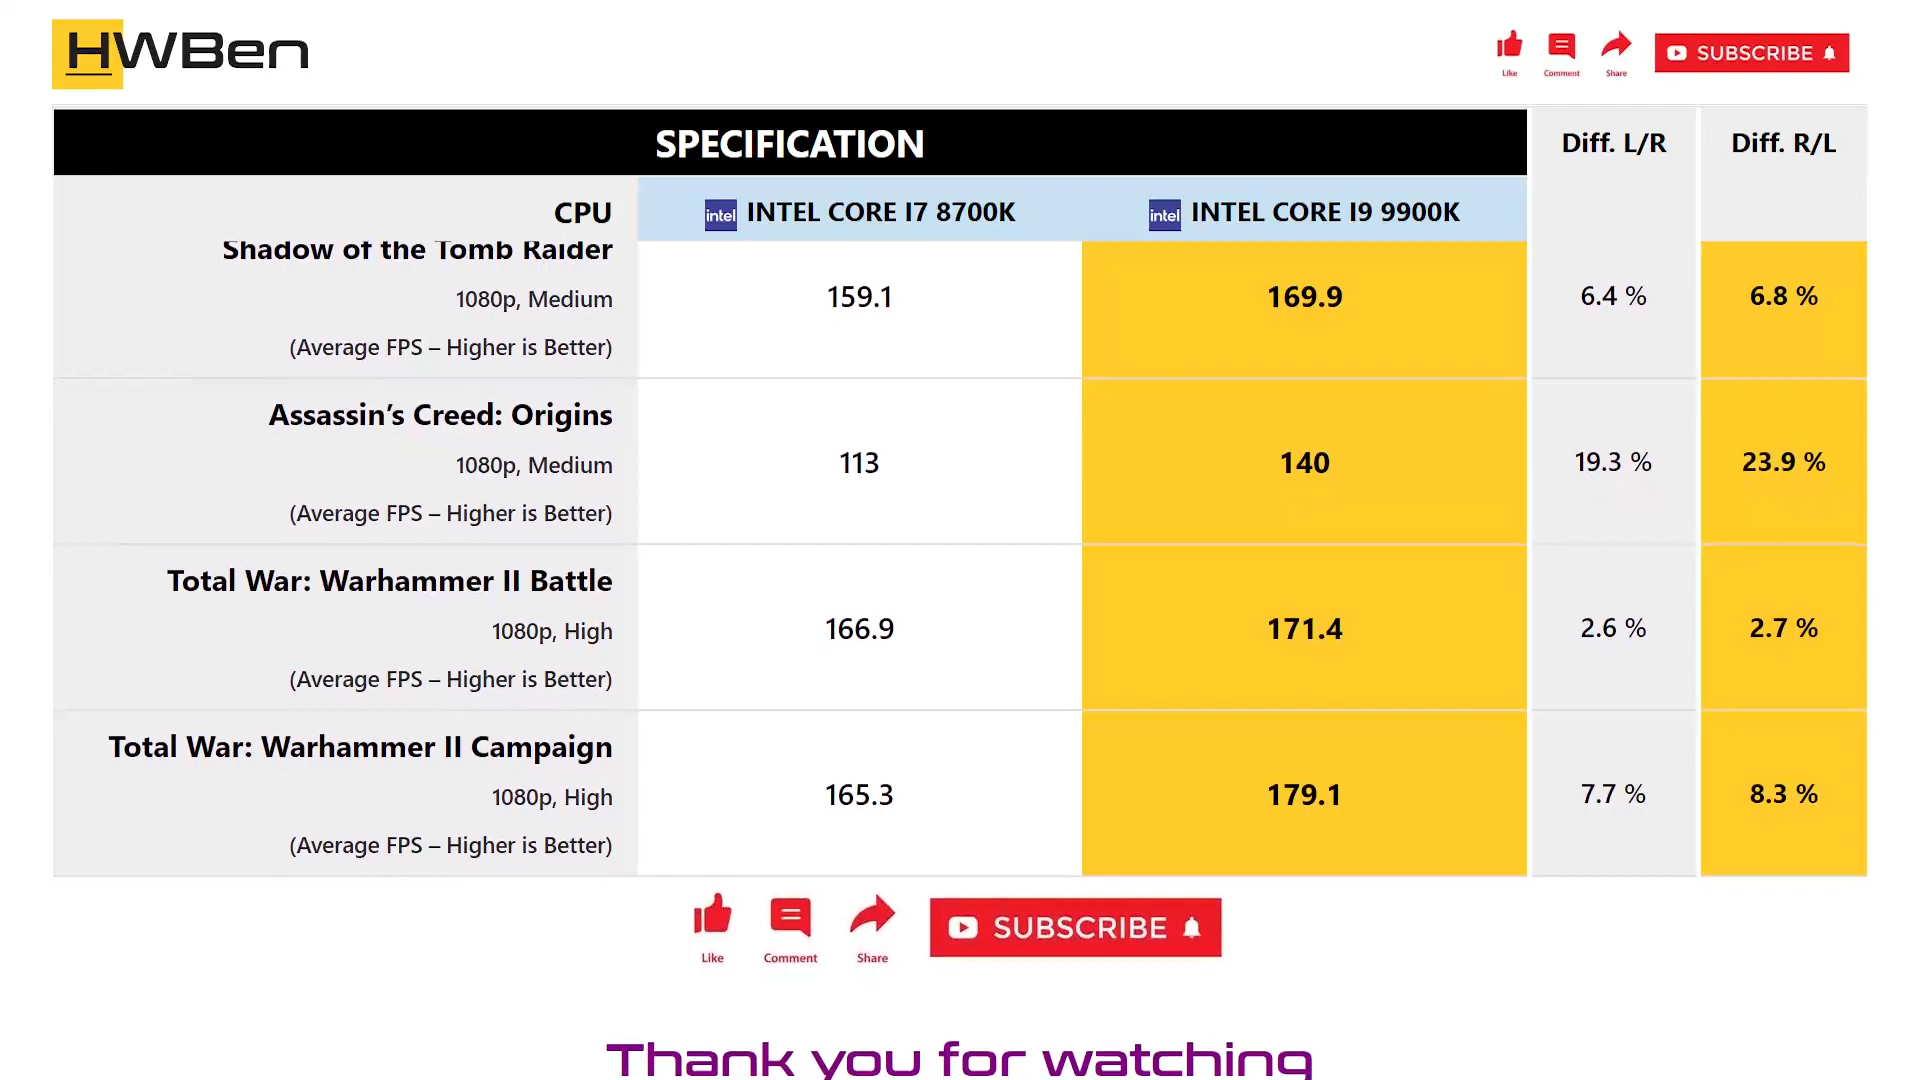 HWBen
Like Comment Share SUBSCRIBE
SPECIFICATION Diff. L/R Diff. R/L
CPU intel INTEL CORE I7 8700K intel INTEL CORE I9 9900K
Shadow of the Tomb Raider
1080p, Medium 159.1 169.9 6.4 % 6.8 %
(Average FPS – Higher is Better)
Assassin’s Creed: Origins
1080p, Medium 113 140 19.3 % 23.9 %
(Average FPS – Higher is Better)
Total War: Warhammer II Battle
1080p, High 166.9 171.4 2.6 % 2.7 %
(Average FPS – Higher is Better)
Total War: Warhammer II Campaign
1080p, High 165.3 179.1 7.7 % 8.3 %
(Average FPS – Higher is Better)
Like Comment Share SUBSCRIBE
Thank you for watching